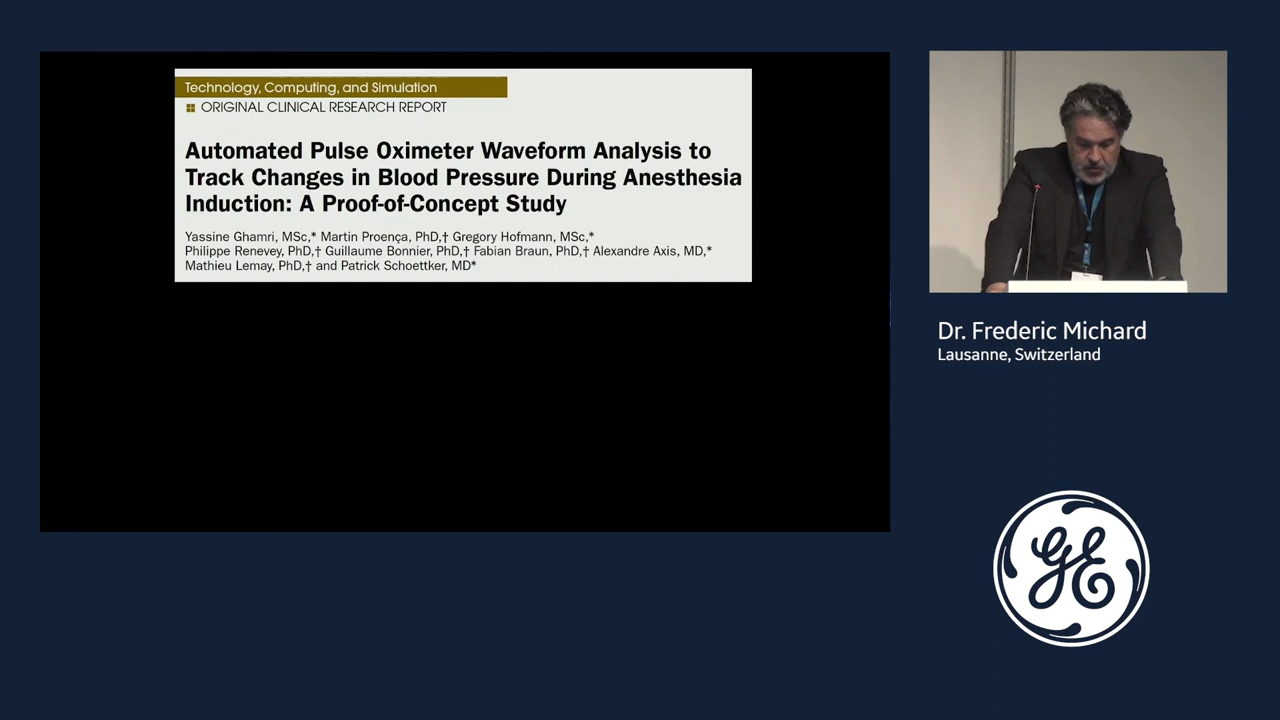 Technology, Computing, and Simulation
ORIGINAL CLINICAL RESEARCH REPORT
Automated Pulse Oximeter Waveform Analysis to
Track Changes in Blood Pressure During Anesthesia
Induction: A Proof-of-Concept Study
Yassine Ghamri, MSc,* Martin Proença, PhD,† Gregory Hofmann, MSc,*
Philippe Renevey, PhD,† Guillaume Bonnier, PhD,† Fabian Braun, PhD,† Alexandre Axis, MD,*
Mathieu Lemay, PhD,† and Patrick Schoettker, MD*
Dr. Frederic Michard
Lausanne, Switzerland
GE